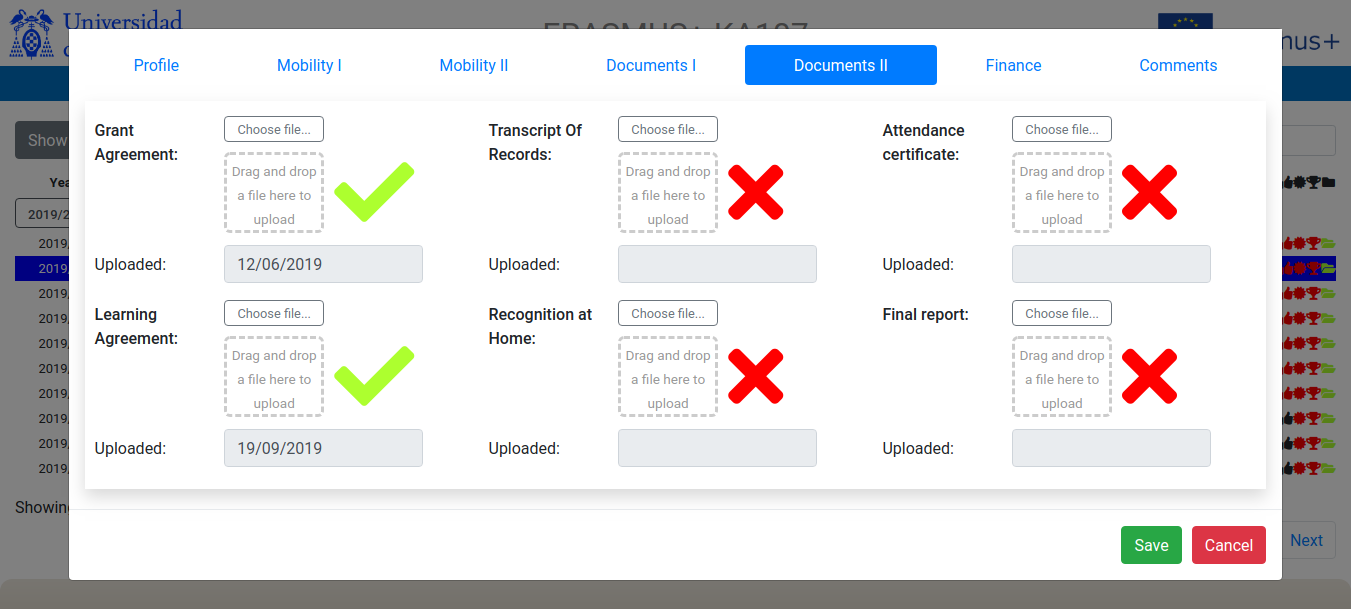 Universidad
Profile
Mobility I
Mobility II
Documents I
Documents II
Finance
Comments
Grant
Agreement:
Choose file...
Drag and drop
a file here to
upload
Uploaded:
12/06/2019
Transcript Of
Records:
Choose file...
Drag and drop
a file here to
upload
Uploaded:
Attendance
certificate:
Choose file...
Drag and drop
a file here to
upload
Uploaded:
Learning
Agreement:
Choose file...
Drag and drop
a file here to
upload
Uploaded:
19/09/2019
Recognition at
Home:
Choose file...
Drag and drop
a file here to
upload
Uploaded:
Final report:
Choose file...
Drag and drop
a file here to
upload
Uploaded:
Save
Cancel
Show
2019/2
2019/
2019/
2019/
2019/
2019/
2019/
2019/
2019/
2019/
2019/
Showing
Next